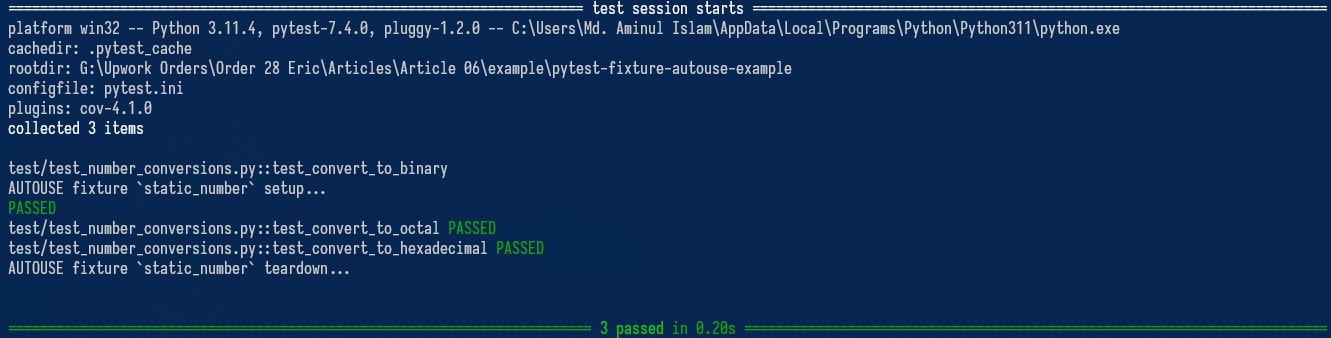 ========================================================================= test session starts =========================================================================
platform win32 -- Python 3.11.4, pytest-7.4.0, pluggy-1.2.0 -- C:\Users\Md. Aminul Islam\AppData\Local\Programs\Python\Python311\python.exe
cachedir: .pytest_cache
rootdir: G:\Upwork Orders\Order 28 Eric\Articles\Article 06\example\pytest-fixture-autouse-example
configfile: pytest.ini
plugins: cov-4.1.0
collected 3 items
test/test_number_conversions.py::test_convert_to_binary
AUTOUSE fixture `static_number` setup...
PASSED
test/test_number_conversions.py::test_convert_to_octal PASSED
test/test_number_conversions.py::test_convert_to_hexadecimal PASSED
AUTOUSE fixture `static_number` teardown...
========================================================================= 3 passed in 0.20s =========================================================================